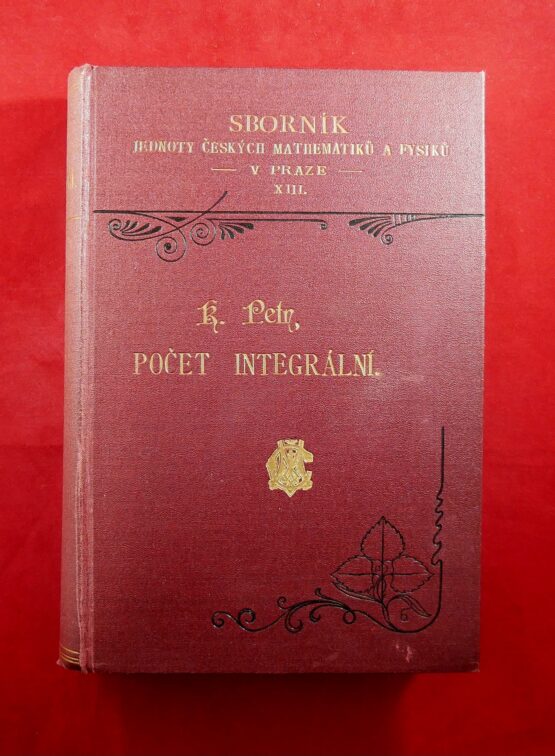 SBORNÍK
JEDNOTY ČESKÝCH MATHEMATIKŮ A FYSIKŮ
— V PRAZE —
XIII.
K. Petr,
POČET INTEGRÁLNÍ.